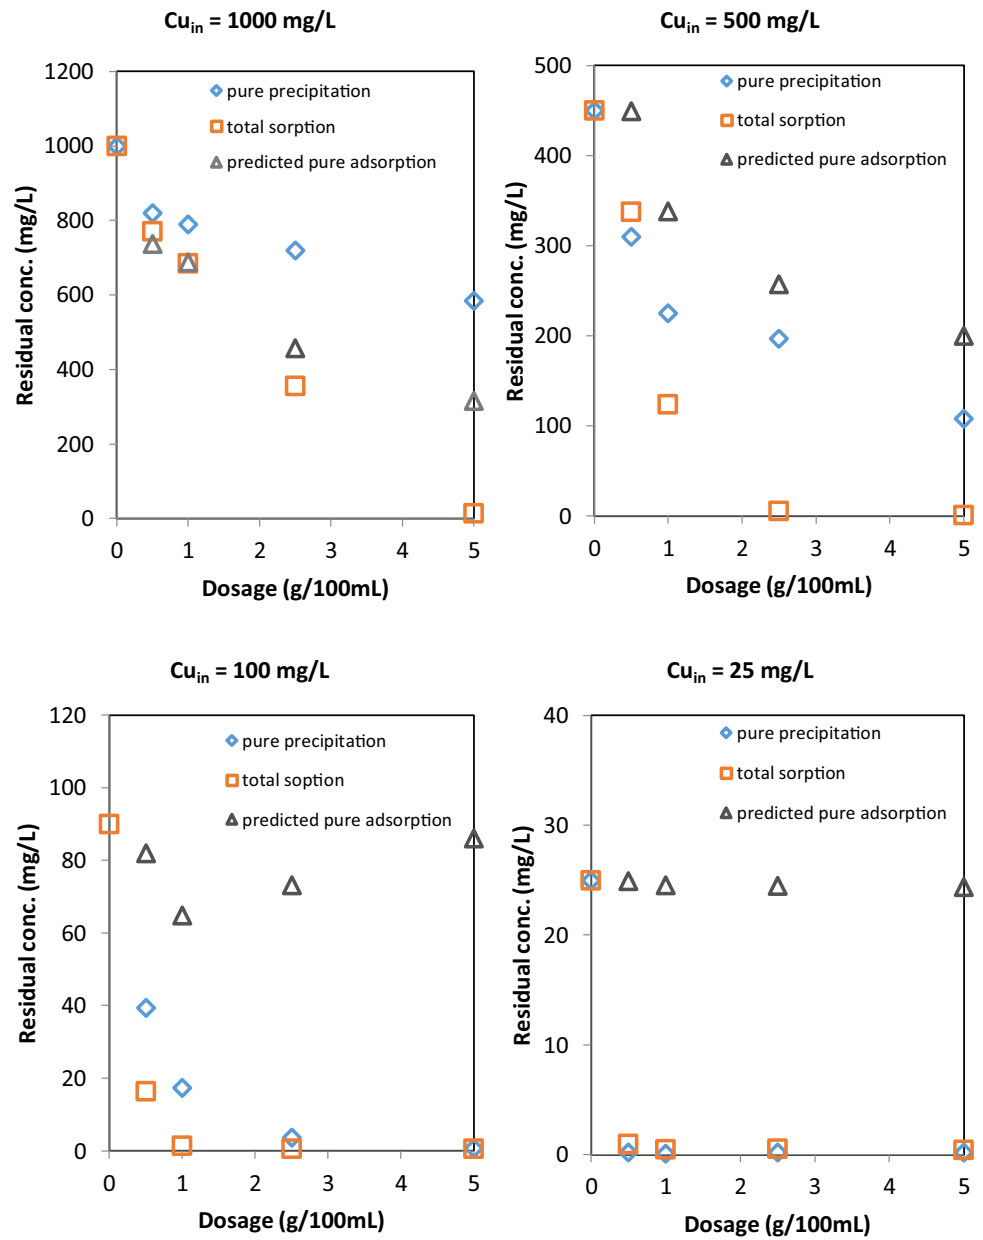 Cuin = 1000 mg/L
1200
1000
800
600
400
200
0
Residual conc. (mg/L)
pure precipitation
total sorption
predicted pure adsorption
0 1 2 3 4 5
Dosage (g/100mL)
Cuin = 500 mg/L
500
400
300
200
100
0
Residual conc. (mg/L)
pure precipitation
total sorption
predicted pure adsorption
0 1 2 3 4 5
Dosage (g/100mL)
Cuin = 100 mg/L
120
100
80
60
40
20
0
Residual conc. (mg/L)
pure precipitation
total soption
predicted pure adsorption
0 1 2 3 4 5
Dosage (g/100mL)
Cuin = 25 mg/L
40
30
20
10
0
Residual conc. (mg/L)
pure precipitation
total sorption
predicted pure adsorption
0 1 2 3 4 5
Dosage (g/100mL)